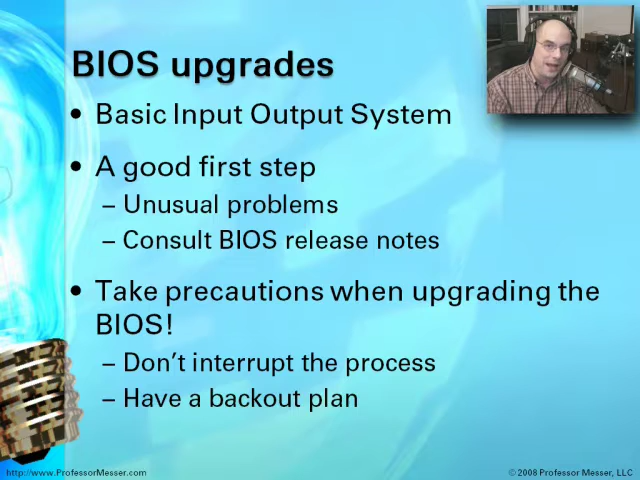 BIOS upgrades
• Basic Input Output System
• A good first step
– Unusual problems
– Consult BIOS release notes
• Take precautions when upgrading the
BIOS!
– Don't interrupt the process
– Have a backout plan
http://www.ProfessorMesser.com
© 2008 Professor Messer, LLC